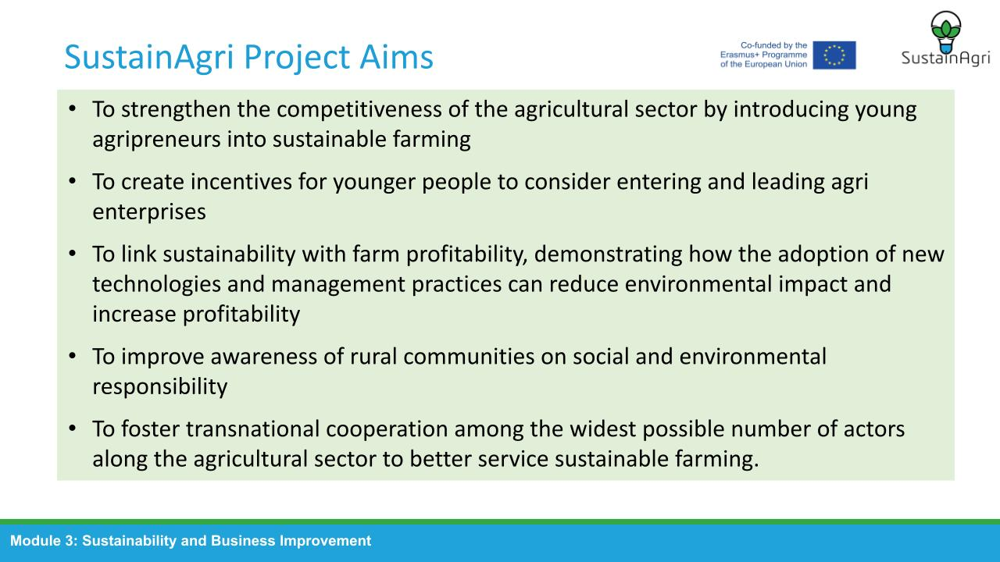 SustainAgri Project Aims
Co-funded by the
Erasmus+ Programme
of the European Union
SustainAgri
• To strengthen the competitiveness of the agricultural sector by introducing young
agripreneurs into sustainable farming
• To create incentives for younger people to consider entering and leading agri
enterprises
• To link sustainability with farm profitability, demonstrating how the adoption of new
technologies and management practices can reduce environmental impact and
increase profitability
• To improve awareness of rural communities on social and environmental
responsibility
• To foster transnational cooperation among the widest possible number of actors
along the agricultural sector to better service sustainable farming.
Module 3: Sustainability and Business Improvement